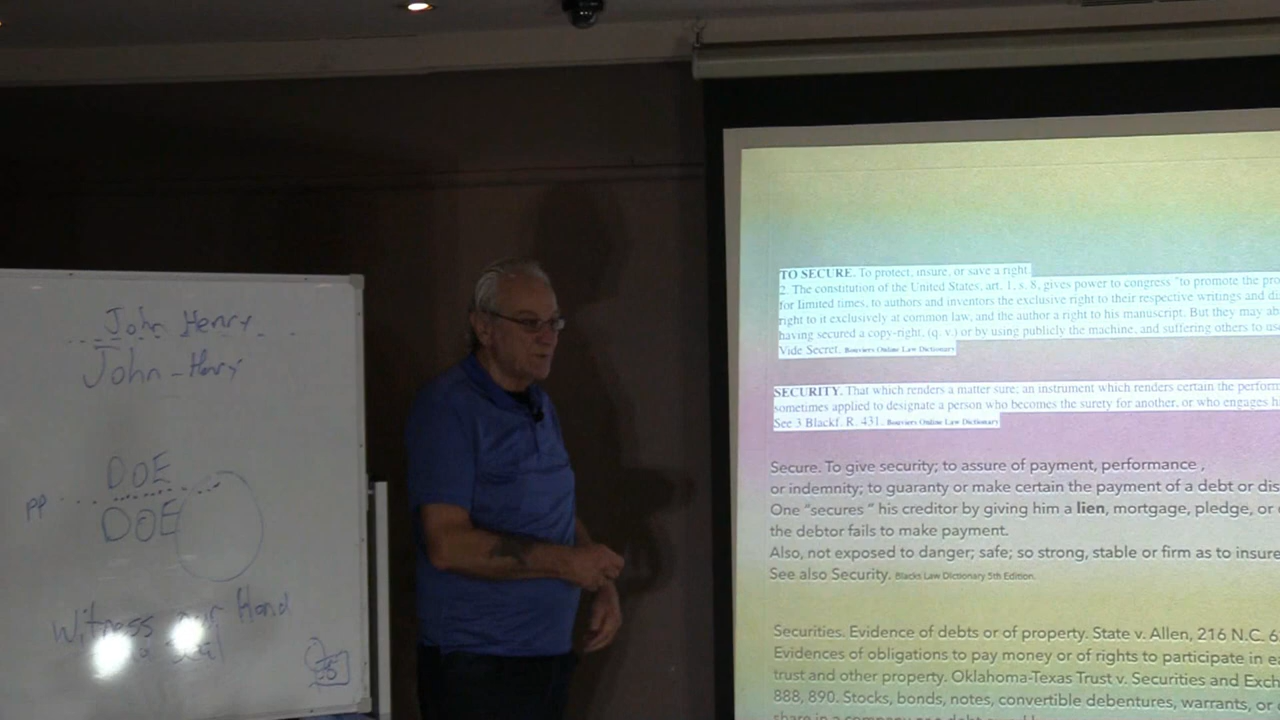 John Henry
John-Henry
DOE
pp
DOE
Witness our Hand
seal
TO SECURE. To protect, insure, or save a right.
2. The constitution of the United States, art. 1, s. 8, gives power to congress "to promote the pro
for limited times, to authors and inventors the exclusive right to their respective writings and di
right to it exclusively at common law, and the author a right to his manuscript. But they may ab
having secured a copy-right, (q. v.) or by using publicly the machine, and suffering others to use
Vide Secret. Bouviers Online Law Dictionary
SECURITY. That which renders a matter sure; an instrument which renders certain the perform
sometimes applied to designate a person who becomes the surety for another, or who engages hi
See 3 Blackf. R. 431. Bouviers Online Law Dictionary
Secure. To give security; to assure of payment, performance ,
or indemnity; to guaranty or make certain the payment of a debt or dis
One “secures ” his creditor by giving him a lien, mortgage, pledge, or
the debtor fails to make payment.
Also, not exposed to danger; safe; so strong, stable or firm as to insure
See also Security. Blacks Law Dictionary 5th Edition.
Securities. Evidence of debts or of property. State v. Allen, 216 N.C. 6
Evidences of obligations to pay money or of rights to participate in e
trust and other property. Oklahoma-Texas Trust v. Securities and Exch
888, 890. Stocks, bonds, notes, convertible debentures, warrants, or